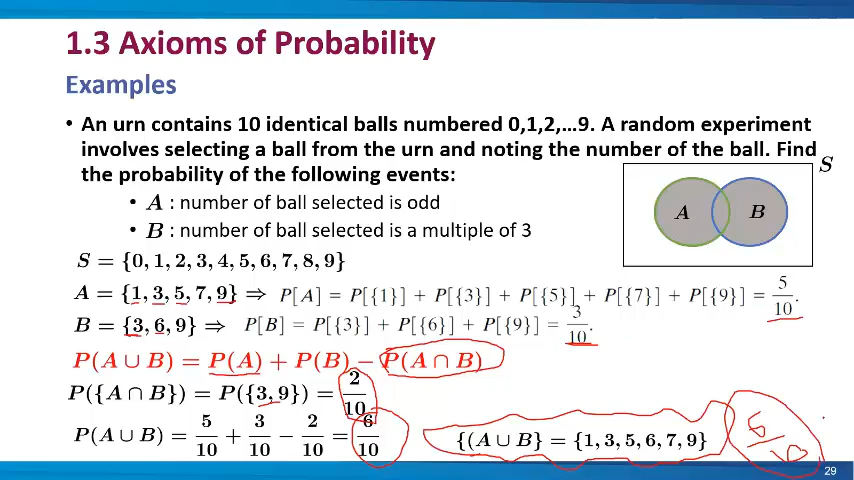 1.3 Axioms of Probability
Examples
• An urn contains 10 identical balls numbered 0,1,2,…9. A random experiment
involves selecting a ball from the urn and noting the number of the ball. Find
the probability of the following events:
S
• A : number of ball selected is odd
• B : number of ball selected is a multiple of 3
A B
S = {0, 1, 2, 3, 4, 5, 6, 7, 8, 9}
A = {1, 3, 5, 7, 9} ⇒ P[A] = P[{1}] + P[{3}] + P[{5}] + P[{7}] + P[{9}] = 5/10.
B = {3, 6, 9} ⇒ P[B] = P[{3}] + P[{6}] + P[{9}] = 3/10.
P(A ∪ B) = P(A) + P(B) − P(A ∩ B)
P({A ∩ B}) = P({3, 9}) = 2/10
P(A ∪ B) = 5/10 + 3/10 − 2/10 = 6/10
{(A ∪ B} = {1, 3, 5, 6, 7, 9}
29